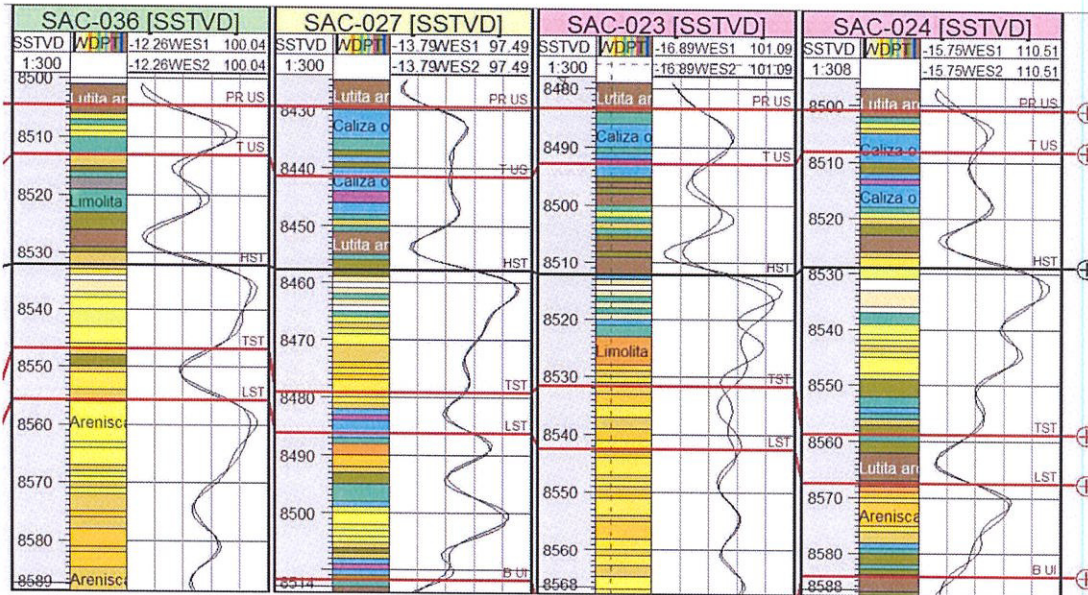 SAC-036 [SSTVD]
SSTVD WDPT -12.26WES1 100.04
1:300 -12.26WES2 100.04
8500
Lutita ar
PR US
8510
T US
8520
Limolita
8530
HST
8540
TST
8550
LST
8560
Arenisca
8570
8580
8589
Arenisca
SAC-027 [SSTVD]
SSTVD WDPT -13.79WES1 97.49
1:300 -13.79WES2 97.49
Lutita ar
PR US
8430
Caliza o
8440
T US
Caliza o
8450
Lutita ar
HST
8460
8470
TST
8480
LST
8490
8500
B UI
8514
SAC-023 [SSTVD]
SSTVD WDPT -16.89WES1 101.09
1:300 -16.89WES2 101.09
8480
Lutita ar
PR US
Caliza o
8490
T US
8500
8510
HST
8520
Limolita
8530
TST
8540
LST
8550
8560
8568
SAC-024 [SSTVD]
SSTVD WDPT -15.75WES1 110.51
1:308 -15.75WES2 110.51
Lutita ar
PR US
8500
T US
Caliza o
8510
Caliza o
8520
HST
8530
8540
8550
TST
8560
Lutita ar
LST
8570
Arenisca
8580
B UI
8588